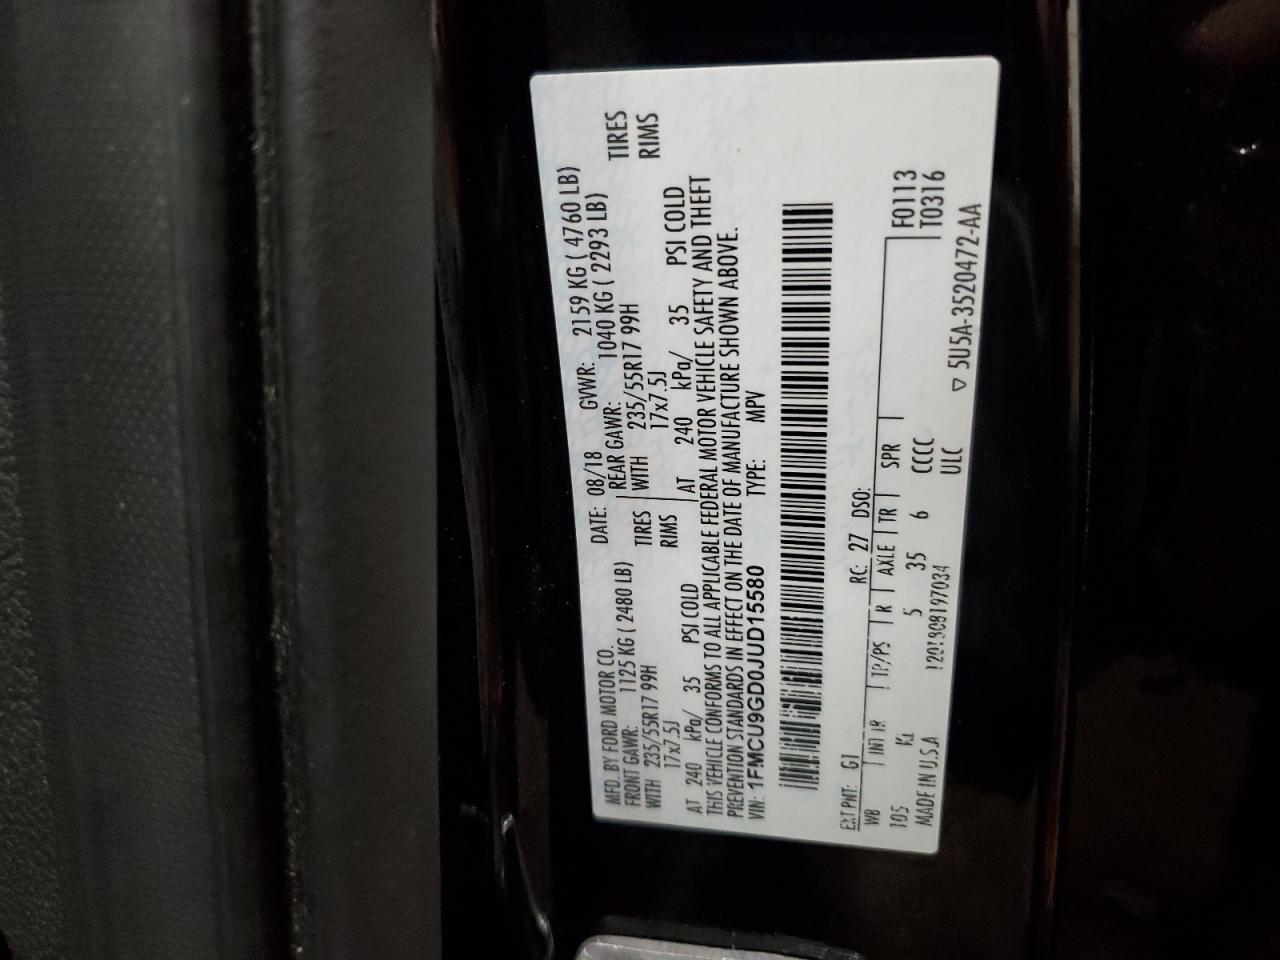 MFD. BY FORD MOTOR CO. DATE: 08/18 GVWR: 2159 KG ( 4760 LB)
FRONT GAWR: 1125 KG ( 2480 LB) REAR GAWR: 1040 KG ( 2293 LB)
WITH 235/55R17 99H TIRES WITH 235/55R17 99H TIRES
17x7.5J RIMS 17x7.5J RIMS
AT 240 kPa/ 35 PSI COLD AT 240 kPa/ 35 PSI COLD
THIS VEHICLE CONFORMS TO ALL APPLICABLE FEDERAL MOTOR VEHICLE SAFETY AND THEFT
PREVENTION STANDARDS IN EFFECT ON THE DATE OF MANUFACTURE SHOWN ABOVE.
VIN: 1FMCU9GD0JUD15580 TYPE: MPV
EXT PNT: G1 RC: 27 DSO: F0113
WB INT TR TP/PS R AXLE TR SPR T0316
105 KL 5 35 6 CCCC
MADE IN U.S.A 1201808197034 ULC
▽ 5U5A-3520472-AA